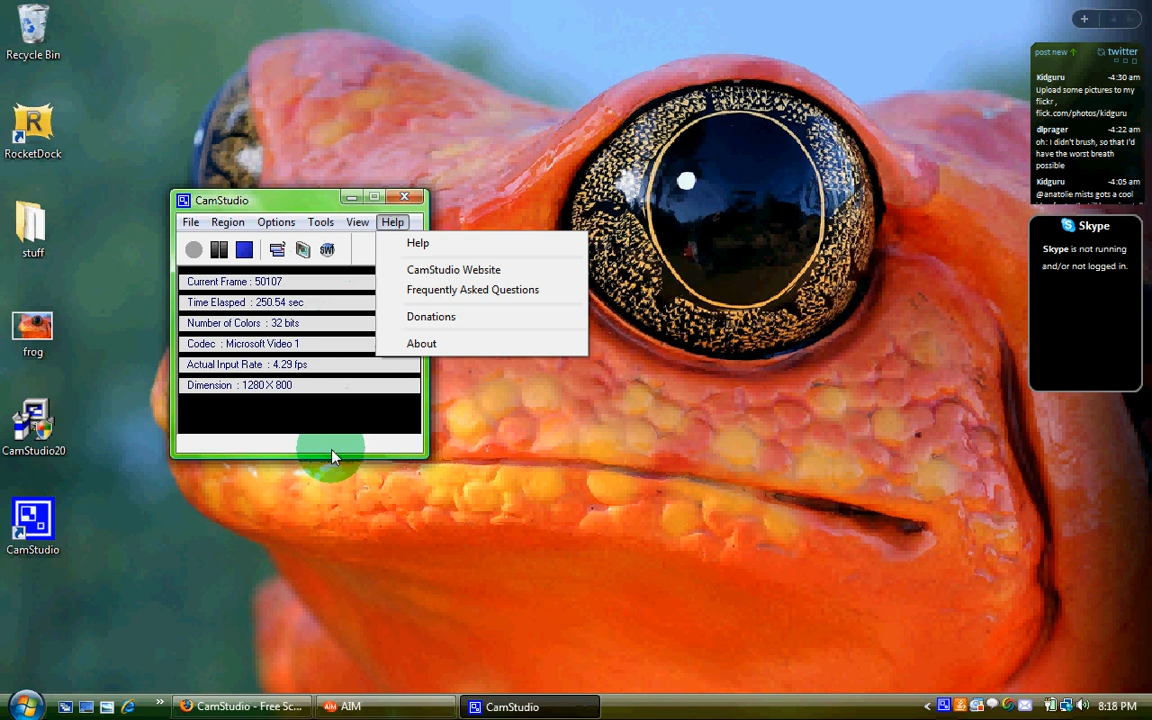 Recycle Bin
RocketDock
stuff
frog
CamStudio20
CamStudio
CamStudio
File Region Options Tools View Help
Current Frame : 50107
Time Elasped : 250.54 sec
Number of Colors : 32 bits
Codec : Microsoft Video 1
Actual Input Rate : 4.29 fps
Dimension : 1280 X 800
Help
CamStudio Website
Frequently Asked Questions
Donations
About
post new ↑ twitter
Kidguru -4:30 am
Upload some pictures to my
flickr ,
flick.com/photos/kidguru
dlprager -4:22 am
oh: I didn't brush, so that I'd
have the worst breath
possible
Kidguru -4:05 am
@anatolie mists gots a cool
Skype
Skype is not running
and/or not logged in.
CamStudio - Free Sc...
AIM
CamStudio
8:18 PM